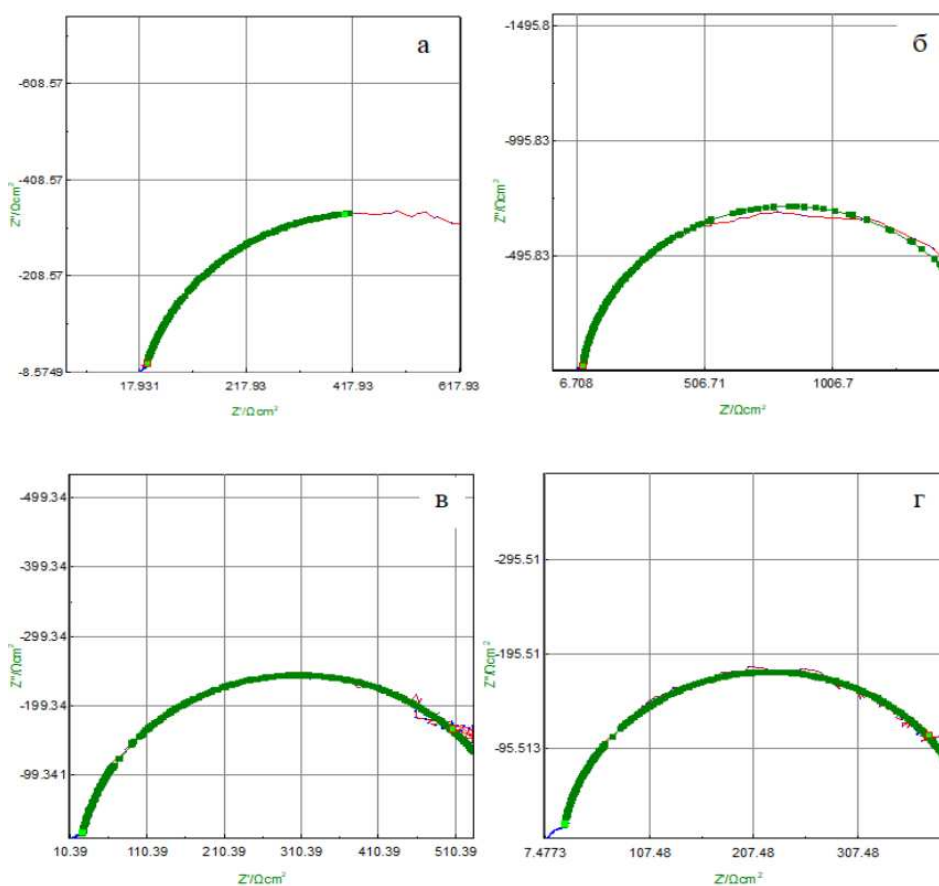 а
-608.57
-408.57
-208.57
-8.5749
Z''/Ωcm²
17.931 217.93 417.93 617.93
Z'/Ωcm²
б
-1495.8
-995.83
-495.83
Z''/Ωcm²
6.708 506.71 1006.7
Z'/Ωcm²
в
-499.34
-399.34
-299.34
-199.34
-99.341
Z''/Ωcm²
10.39 110.39 210.39 310.39 410.39 510.39
Z'/Ωcm²
г
-295.51
-195.51
-95.513
Z''/Ωcm²
7.4773 107.48 207.48 307.48
Z'/Ωcm²